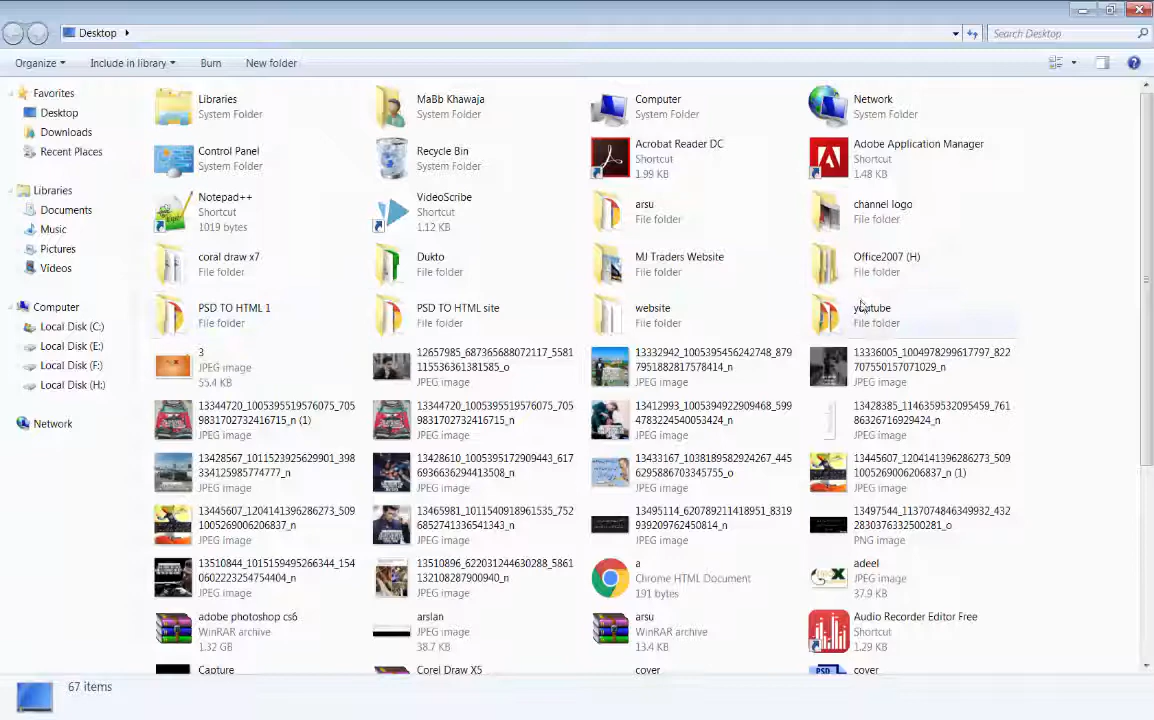 Desktop
Search Desktop
Organize
Include in library
Burn
New folder
Favorites
Desktop
Downloads
Recent Places
Libraries
Documents
Music
Pictures
Videos
Computer
Local Disk (C:)
Local Disk (E:)
Local Disk (F:)
Local Disk (H:)
Network
Libraries
System Folder
MaBb Khawaja
System Folder
Computer
System Folder
Network
System Folder
Control Panel
System Folder
Recycle Bin
System Folder
Acrobat Reader DC
Shortcut
1.99 KB
Adobe Application Manager
Shortcut
1.48 KB
Notepad++
Shortcut
1019 bytes
VideoScribe
Shortcut
1.12 KB
arsu
File folder
channel logo
File folder
coral draw x7
File folder
Dukto
File folder
MJ Traders Website
File folder
Office2007 (H)
File folder
PSD TO HTML 1
File folder
PSD TO HTML site
File folder
website
File folder
youtube
File folder
3
JPEG image
55.4 KB
12657985_687365688072117_5581
115536361381585_o
JPEG image
13332942_1005395456242748_879
7951882817578414_n
JPEG image
13336005_1004978299617797_822
7707550157071029_n
JPEG image
13344720_1005395519576075_705
9831702732416715_n (1)
JPEG image
13344720_1005395519576075_705
9831702732416715_n
JPEG image
13412993_1005394922909468_599
4783224540053424_n
JPEG image
13428385_1146359532095459_761
86326716929424_n
JPEG image
13428567_1011523925629901_398
334125985774777_n
JPEG image
13428610_1005395172909443_617
6936636294413508_n
JPEG image
13433167_1038189582924267_445
6295886703345755_o
JPEG image
13445607_1204141396286273_509
1005269006206837_n (1)
JPEG image
13445607_1204141396286273_509
1005269006206837_n
JPEG image
13465981_1011540918961535_752
6852741336541343_n
JPEG image
13495114_620789211418951_8319
939209762450814_n
JPEG image
13497544_1137074846349932_432
2830376332500281_o
PNG image
13510844_1015159495266344_154
0602223254754404_n
JPEG image
13510896_622031244630288_5861
132108287900940_n
JPEG image
a
Chrome HTML Document
191 bytes
adeel
JPEG image
37.9 KB
adobe photoshop cs6
WinRAR archive
1.32 GB
arslan
JPEG image
38.7 KB
arsu
WinRAR archive
13.4 KB
Audio Recorder Editor Free
Shortcut
1.29 KB
Capture
Corel Draw X5
cover
cover
67 items